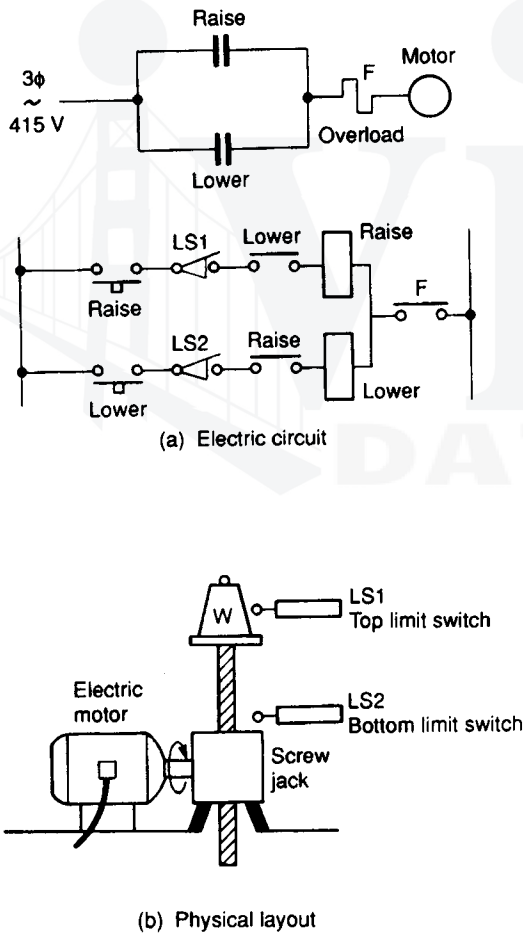 Raise
3ϕ
~
415 V
F
Motor
Overload
Lower
LS1
Lower
Raise
Raise
F
LS2
Raise
Lower
Lower
(a) Electric circuit
W
LS1
Top limit switch
Electric
motor
LS2
Bottom limit switch
Screw
jack
(b) Physical layout